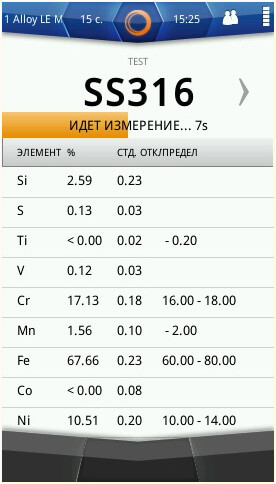 1 Alloy LE M 15 с. 15:25
TEST
SS316
ИДЕТ ИЗМЕРЕНИЕ... 7s
ЭЛЕМЕНТ % СТД. ОТК/ПРЕДЕЛ
Si 2.59 0.23
S 0.13 0.03
Ti < 0.00 0.02 - 0.20
V 0.12 0.03
Cr 17.13 0.18 16.00 - 18.00
Mn 1.56 0.10 - 2.00
Fe 67.66 0.23 60.00 - 80.00
Co < 0.00 0.08
Ni 10.51 0.20 10.00 - 14.00